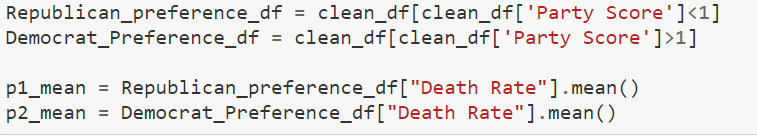 Republican_preference_df = clean_df[clean_df['Party Score']<1]
Democrat_Preference_df = clean_df[clean_df['Party Score']>1]
p1_mean = Republican_preference_df["Death Rate"].mean()
p2_mean = Democrat_Preference_df["Death Rate"].mean()